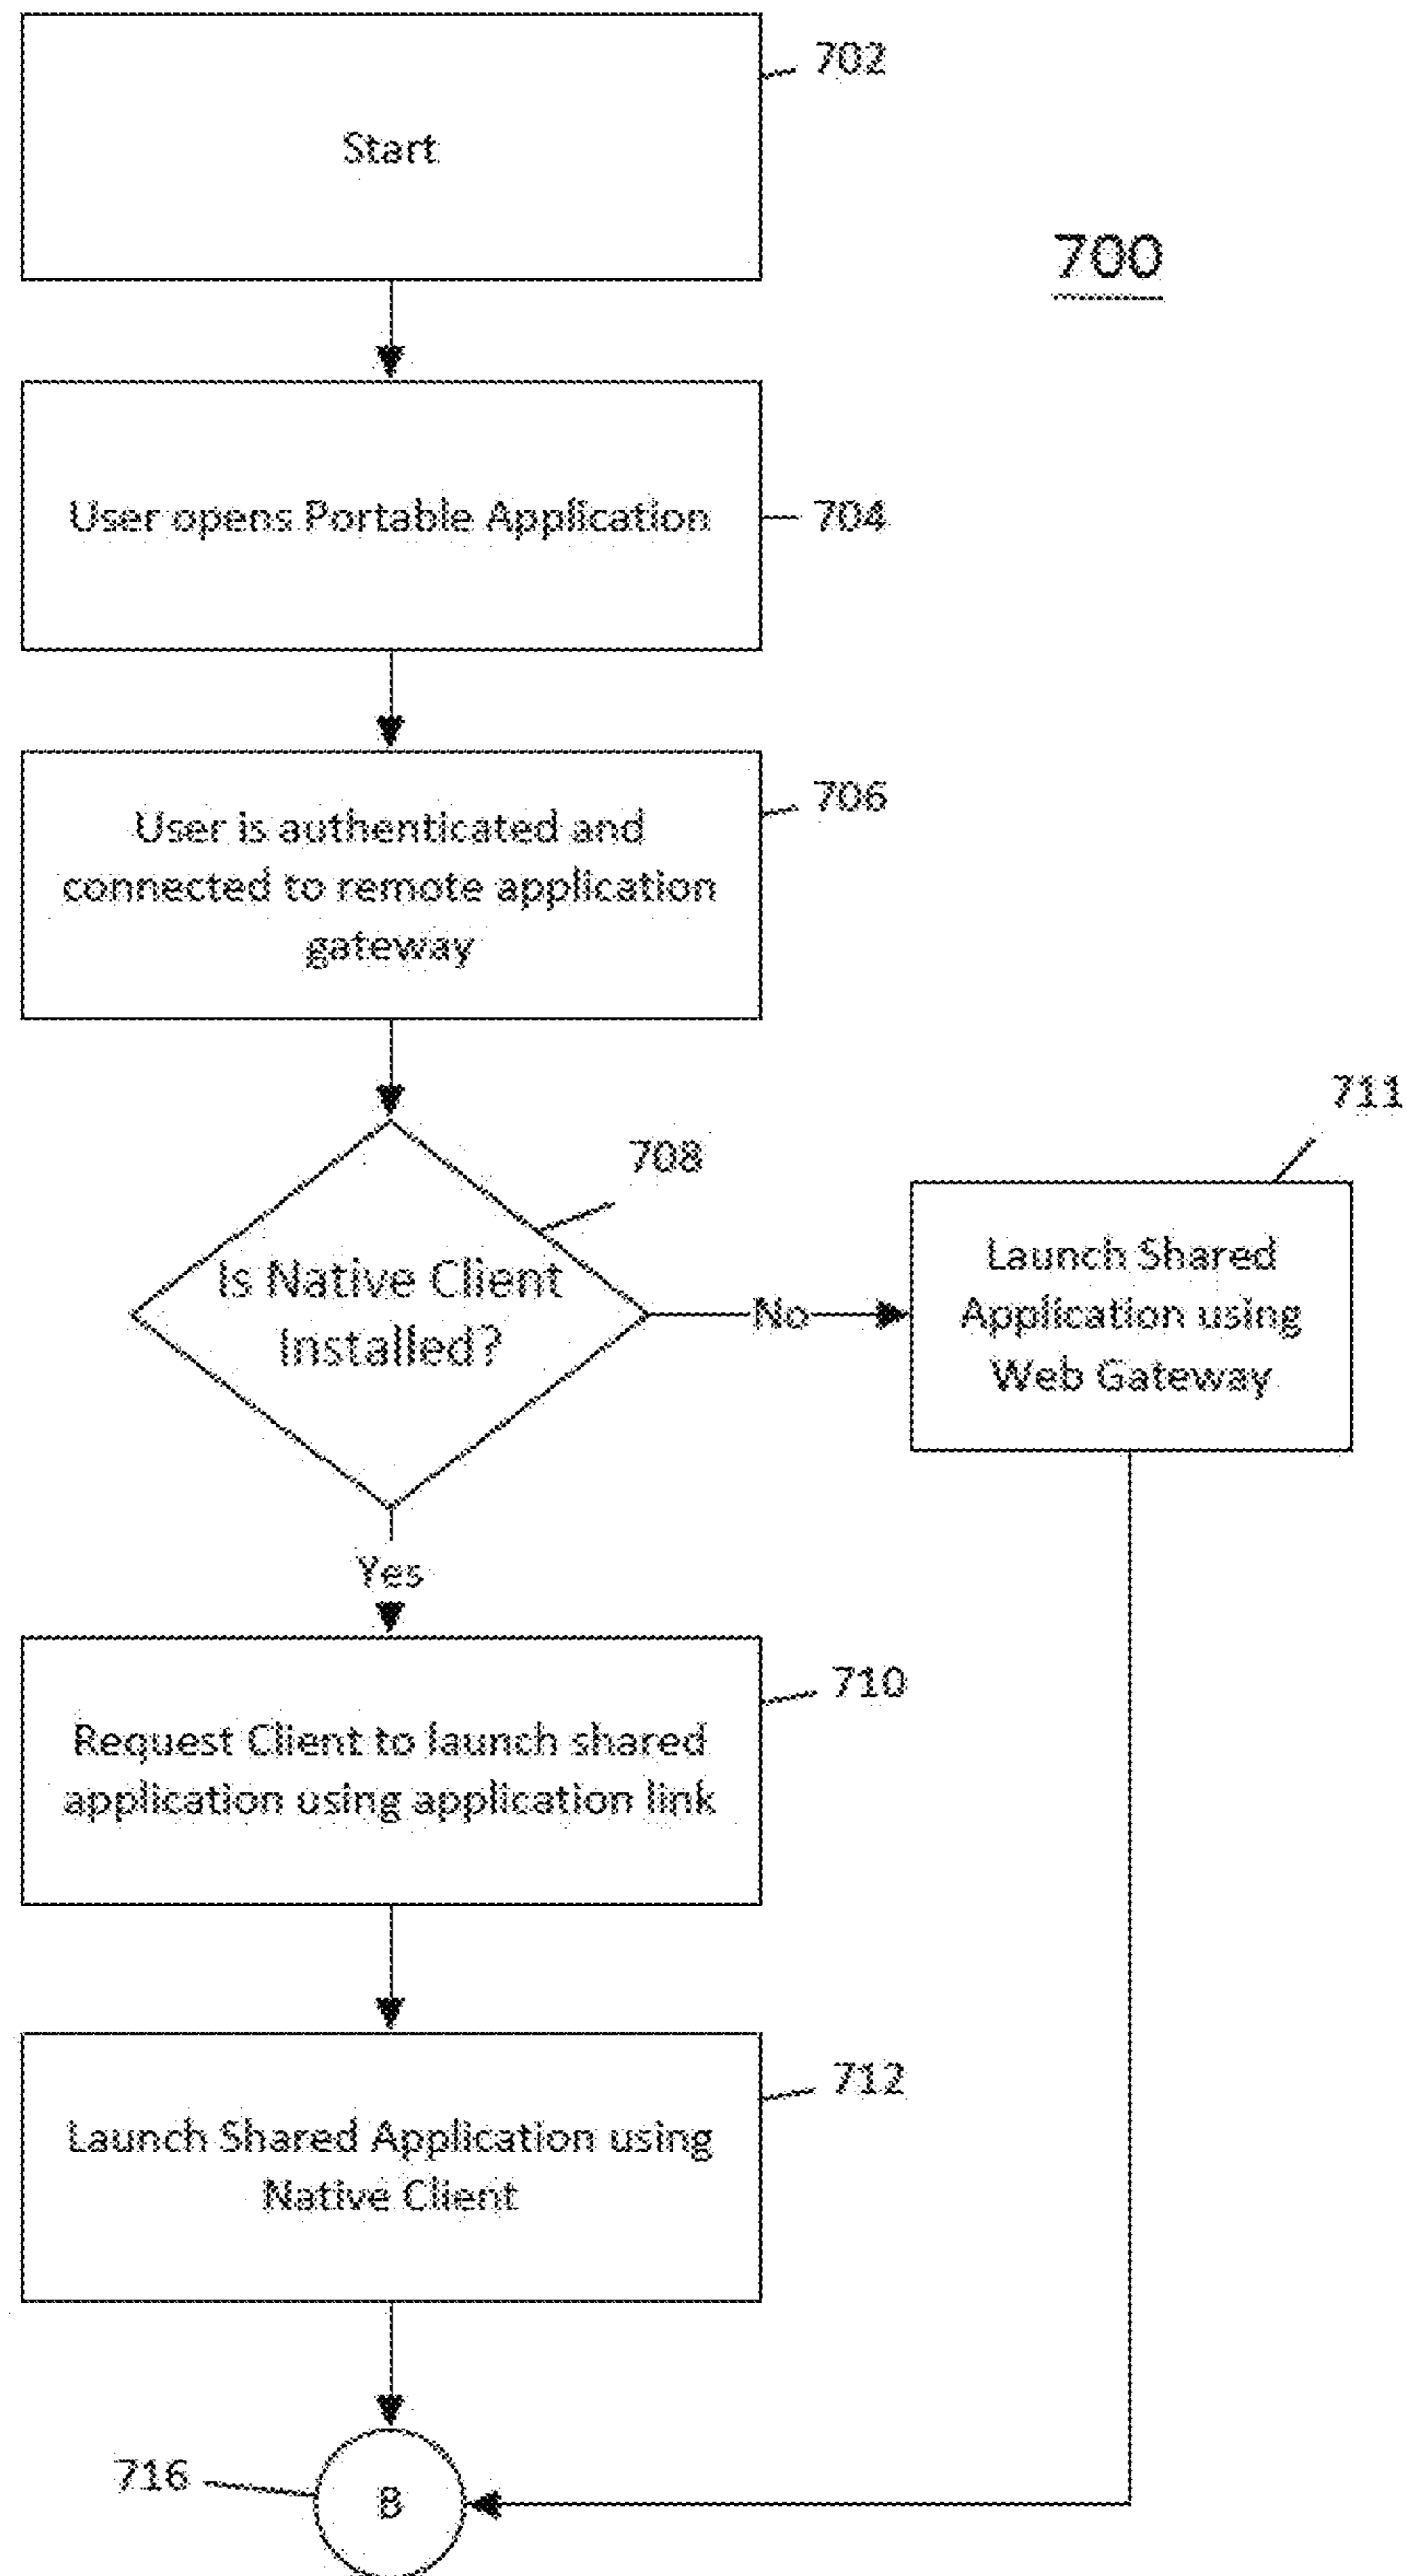 702
Start
700
User opens Portable Application
704
706
User is authenticated and
connected to remote application
gateway
711
708
Is Native Client
Installed?
No
Launch Shared
Application using
Web Gateway
Yes
710
Request Client to launch shared
application using application link
712
Launch Shared Application using
Native Client
716
B